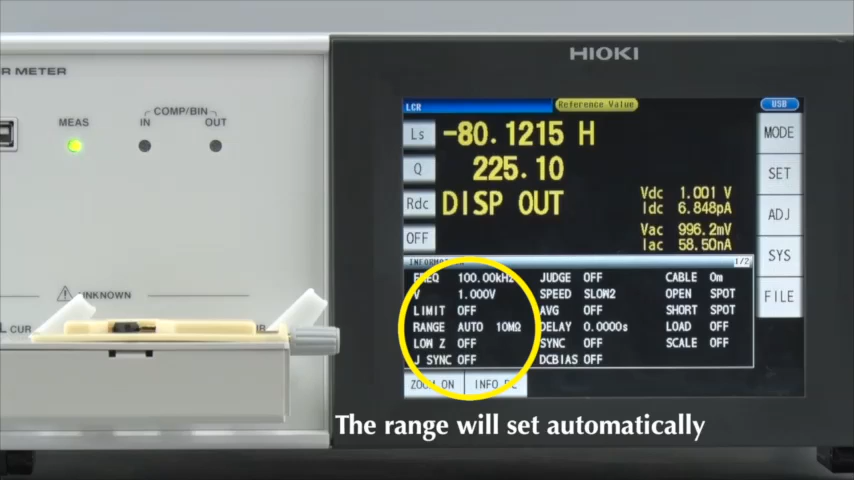 R METER
HIOKI
COMP/BIN
MEAS
IN
OUT
LCR
Reference Value
USB
Ls
-80.1215 H
MODE
Q
225.10
SET
Rdc
DISP OUT
Vdc 1.001 V
Idc 6.848pA
ADJ
OFF
Vac 996.2mV
Iac 58.50nA
SYS
1/2
FREQ 100.00kHz
JUDGE OFF
CABLE 0m
V 1.000V
SPEED SLOW2
OPEN SPOT
FILE
LIMIT OFF
AVG OFF
SHORT SPOT
RANGE AUTO 10MΩ
DELAY 0.0000s
LOAD OFF
LOW Z OFF
SYNC OFF
SCALE OFF
J SYNC OFF
DCBIAS OFF
UNKNOWN
L CUR
ZOOM ON
INFO
The range will set automatically